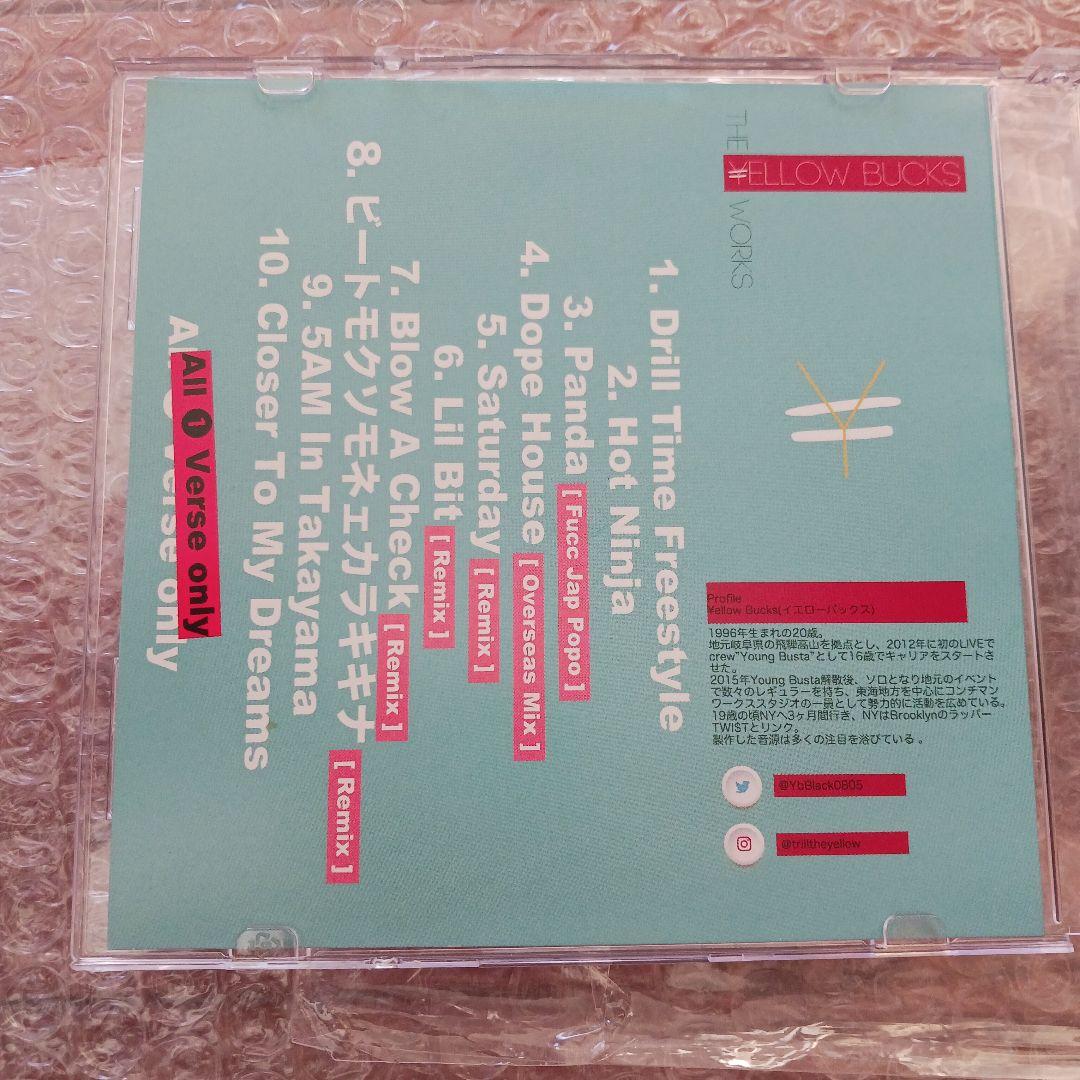 THE
¥ELLOW BUCKS
WORKS
1. Drill Time Freestyle
2. Hot Ninja
3. Panda [ Fucc Jap Popo ]
4. Dope House [ Overseas Mix ]
5. Saturday [ Remix ]
6. Lil Bit [ Remix ]
7. Blow A Check [ Remix ]
8. ビートモクソモネェカラキキナ [ Remix ]
9. 5AM In Takayama
10. Closer To My Dreams
All ❶ Verse only
All ❶ Verse only
Profile
¥ellow Bucks(イエローバックス)
1996年生まれの20歳。
地元岐阜県の飛騨高山を拠点とし、2012年に初のLIVEで
crew"Young Busta"として16歳でキャリアをスタートさ
せた。
2015年Young Busta解散後、ソロとなり地元のイベント
で数々のレギュラーを持ち、東海地方を中心にコンチマン
ワークススタジオの一員として勢力的に活動を広めている。
19歳の頃NYへ3ヶ月間行き、NYはBrooklynのラッパー
TWI$Tとリンク。
製作した音源は多くの注目を浴びている 。
@YbBlack0805
@trilltheyellow